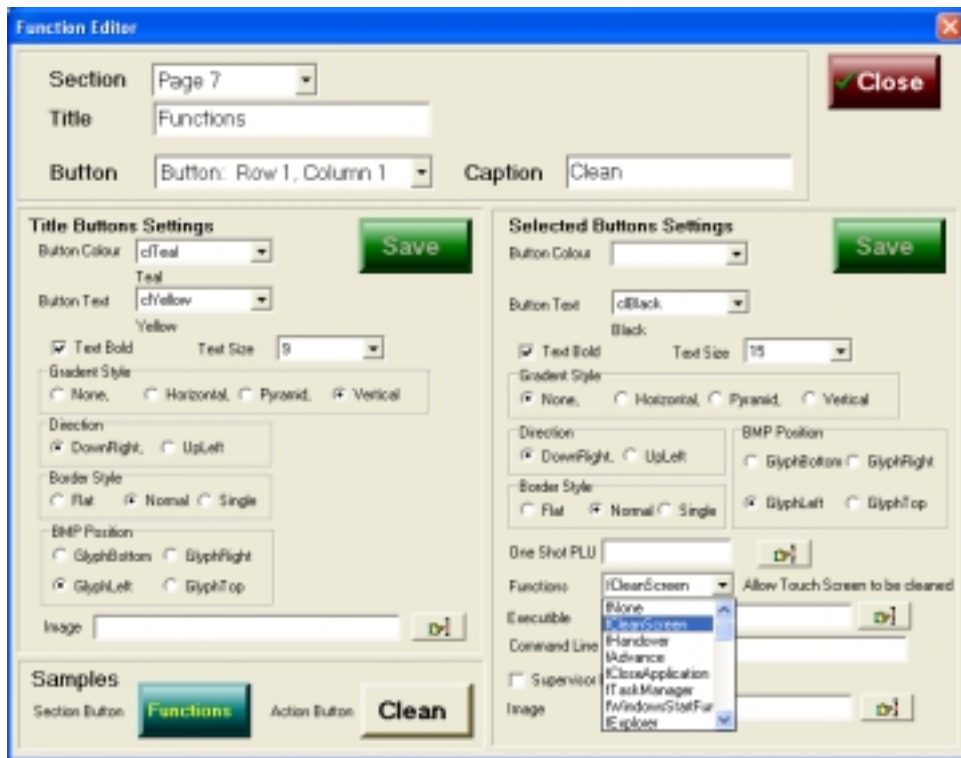 Function Editor
Section Page 7
Close
Title Functions
Button Button: Row 1, Column 1 Caption Clean
Title Buttons Settings
Save
Button Colour clTeal
Teal
Button Text clYellow
Yellow
Text Bold Text Size 9
Gradient Style
None, Horizontal, Pyramid, Vertical
Direction
DownRight, UpLeft
Border Style
Flat Normal Single
BMP Position
GlyphBottom GlyphRight
GlyphLeft GlyphTop
Image
Samples
Section Button Functions Action Button Clean
Selected Buttons Settings
Save
Button Colour
Button Text clBlack
Black
Text Bold Text Size 15
Gradent Style
None, Horizontal, Pyramid, Vertical
Direction
DownRight, UpLeft
BMP Position
GlyphBottom GlyphRight
GlyphLeft GlyphTop
Border Style
Flat Normal Single
One Shot PLU
Functions fCleanScreen Allow Touch Screen to be cleaned
fNone
Executible fCleanScreen
fHandover
Command Line fAdvance
fCloseApplication
Supervisor fTaskManager
Image fWindowsStartFur
fExplorer